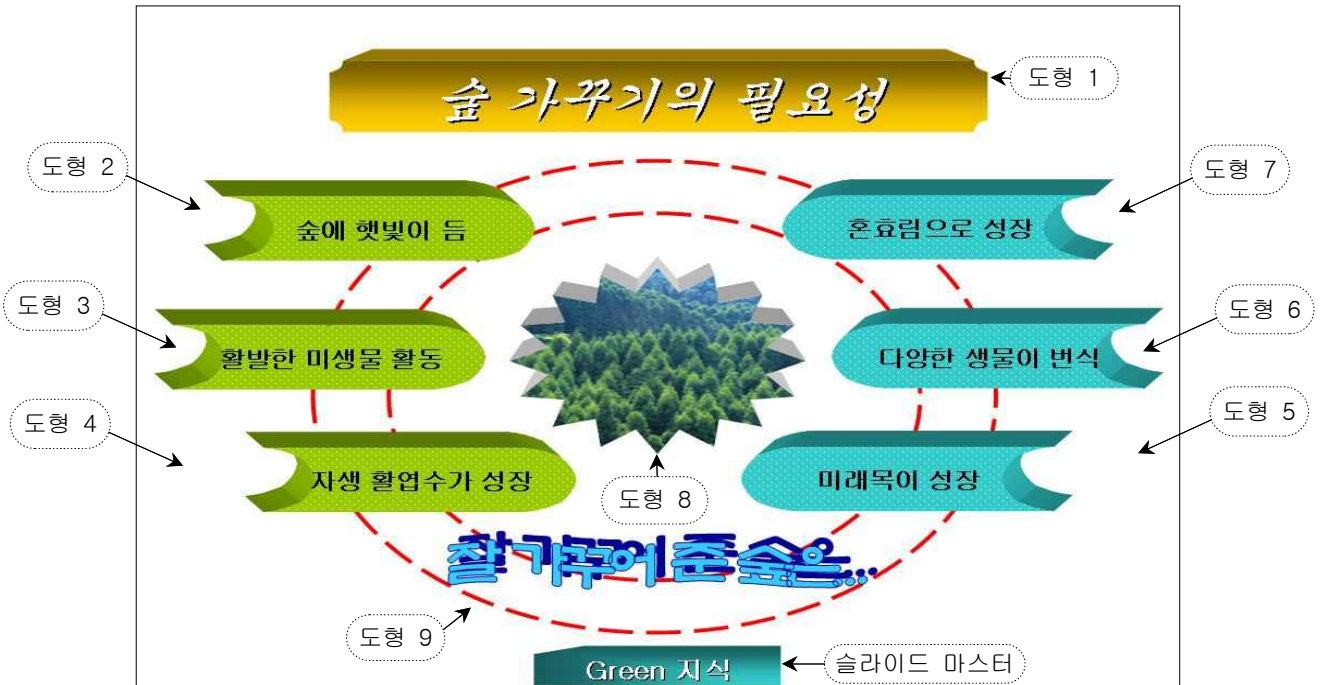 숲 가꾸기의 필요성
도형 1
도형 2
도형 7
숲에 햇빛이 듬
혼효림으로 성장
도형 3
도형 6
활발한 미생물 활동
다양한 생물이 번식
도형 4
도형 5
자생 활엽수가 성장
미래목이 성장
도형 8
잘 가꾸어 준 숲은...
도형 9
Green 지식
슬라이드 마스터